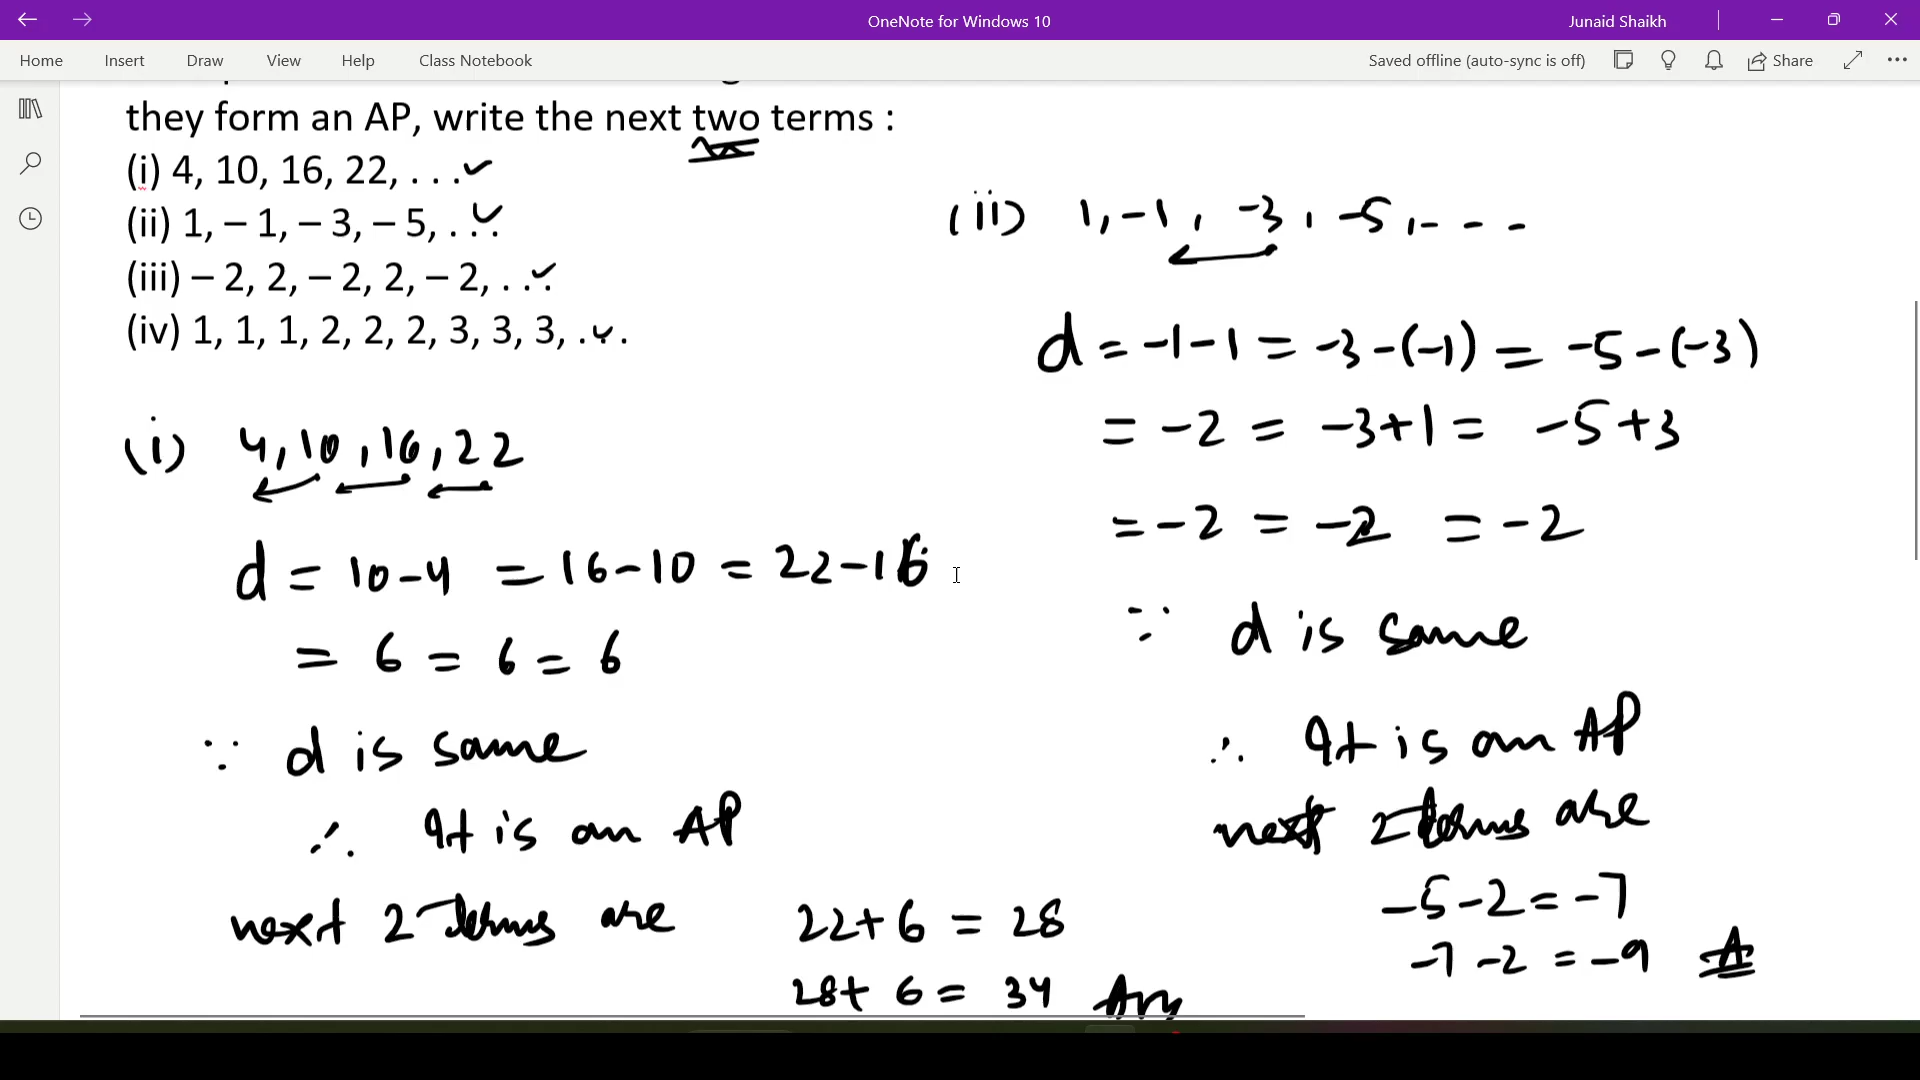 OneNote for Windows 10
Junaid Shaikh
Home Insert Draw View Help Class Notebook
Saved offline (auto-sync is off) Share
they form an AP, write the next two terms :
(i) 4, 10, 16, 22, . . .
(ii) 1, – 1, – 3, – 5, . . .
(iii) – 2, 2, – 2, 2, – 2, . . .
(iv) 1, 1, 1, 2, 2, 2, 3, 3, 3, . . .
(i) 4, 10, 16, 22
d = 10-4 = 16-10 = 22-16
= 6 = 6 = 6
∵ d is same
∴ It is an AP
next 2 terms are
22+6 = 28
28+6 = 34 Ans
(ii) 1, -1, -3, -5, - - -
d = -1-1 = -3-(-1) = -5-(-3)
= -2 = -3+1 = -5+3
= -2 = -2 = -2
∵ d is same
∴ It is an AP
next 2 terms are
-5-2 = -7
-7-2 = -9 A